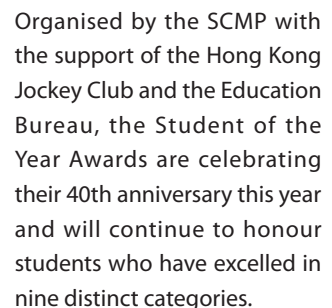 Organised by the SCMP with
the support of the Hong Kong
Jockey Club and the Education
Bureau, the Student of the
Year Awards are celebrating
their 40th anniversary this year
and will continue to honour
students who have excelled in
nine distinct categories.